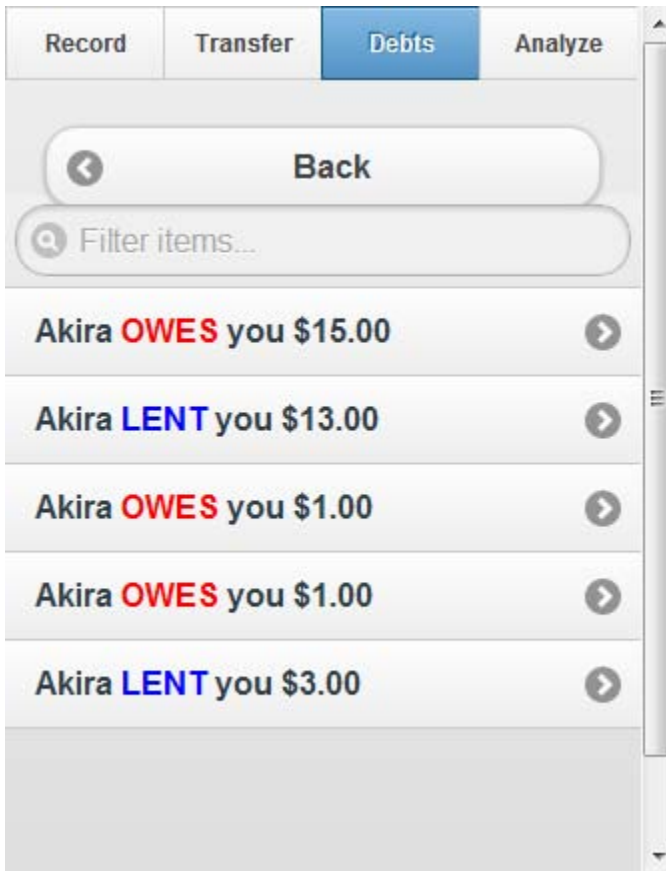 Record Transfer Debts Analyze
Back
Filter items...
Akira OWES you $15.00
Akira LENT you $13.00
Akira OWES you $1.00
Akira OWES you $1.00
Akira LENT you $3.00